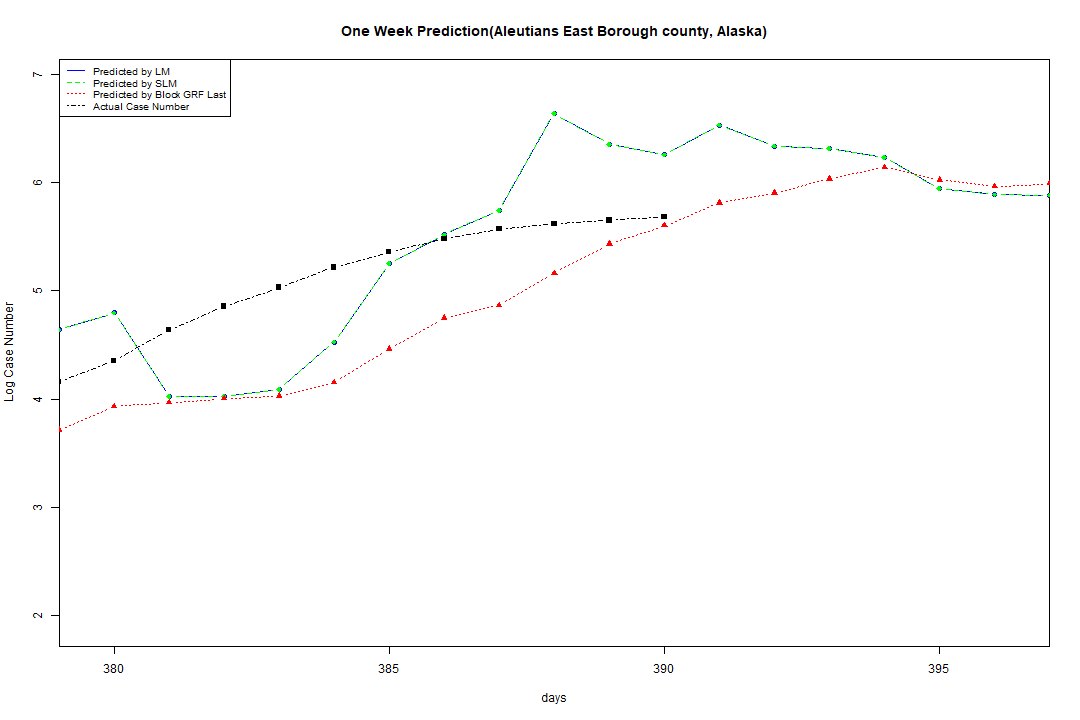 One Week Prediction(Aleutians East Borough county, Alaska)
Predicted by LM
Predicted by SLM
Predicted by Block GRF Last
Actual Case Number
7
6
5
4
3
2
Log Case Number
380
385
390
395
days